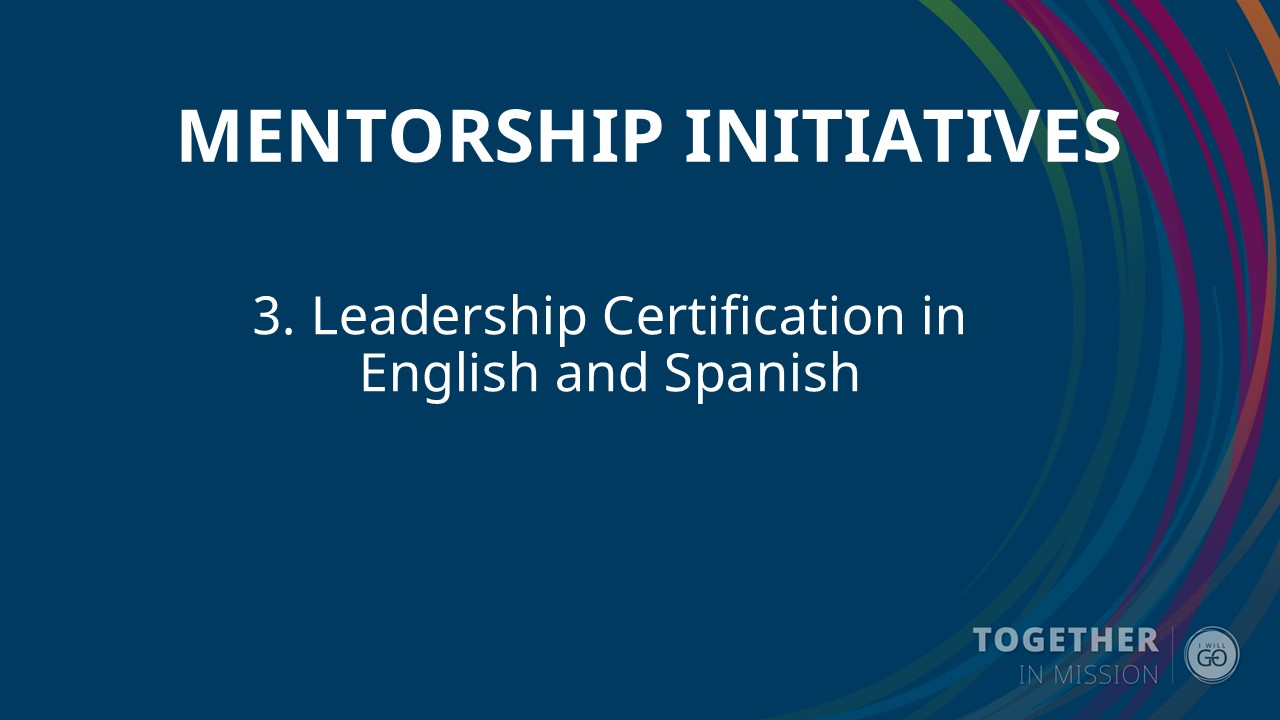 MENTORSHIP INITIATIVES
3. Leadership Certification in
English and Spanish
TOGETHER
IN MISSION
I WILL
GO